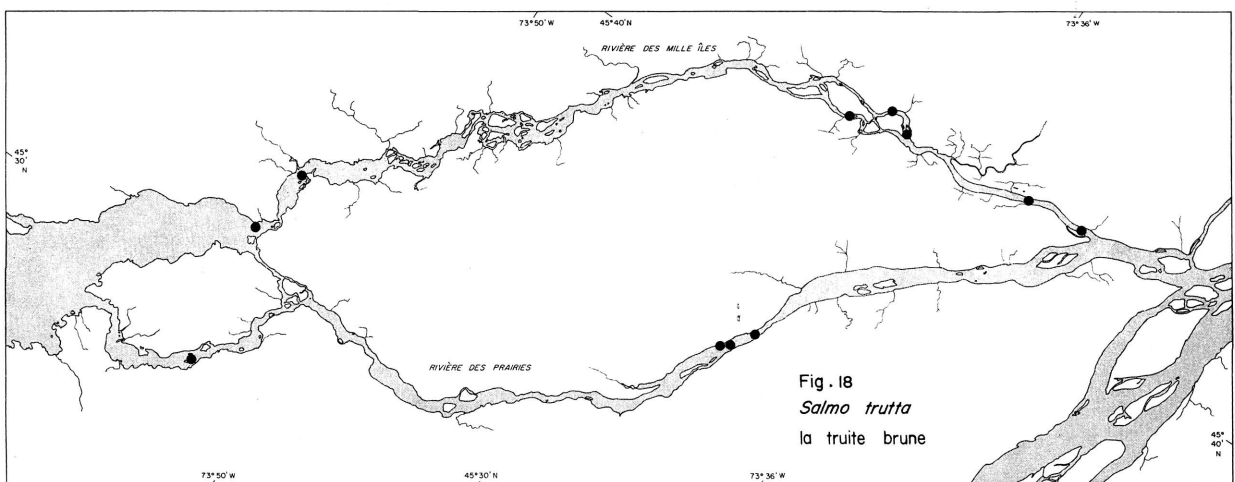 73° 50' W
45° 40' N
73° 36' W
RIVIÈRE DES MILLE ÎLES
45°
30'
N
RIVIÈRE DES PRAIRIES
Fig. 18
Salmo trutta
la truite brune
45°
40'
N
73° 50' W
45° 30' N
73° 36' W